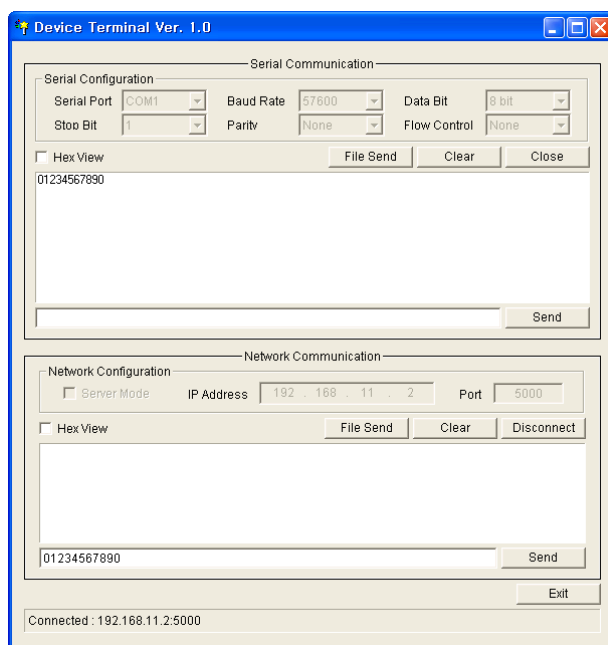 Device Terminal Ver. 1.0
Serial Communication
Serial Configuration
Serial Port COM1 Baud Rate 57600 Data Bit 8 bit
Stop Bit 1 Parity None Flow Control None
Hex View File Send Clear Close
01234567890
Send
Network Communication
Network Configuration
Server Mode IP Address 192 . 168 . 11 . 2 Port 5000
Hex View File Send Clear Disconnect
01234567890 Send
Exit
Connected : 192.168.11.2:5000